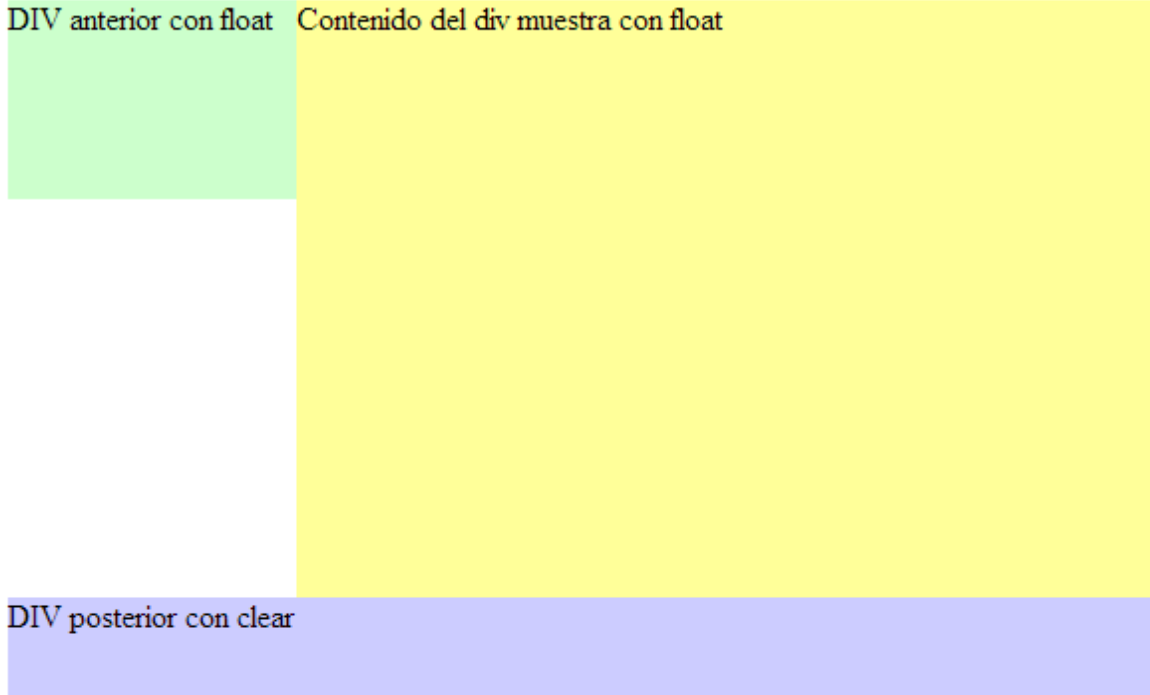 DIV anterior con float
Contenido del div muestra con float
DIV posterior con clear